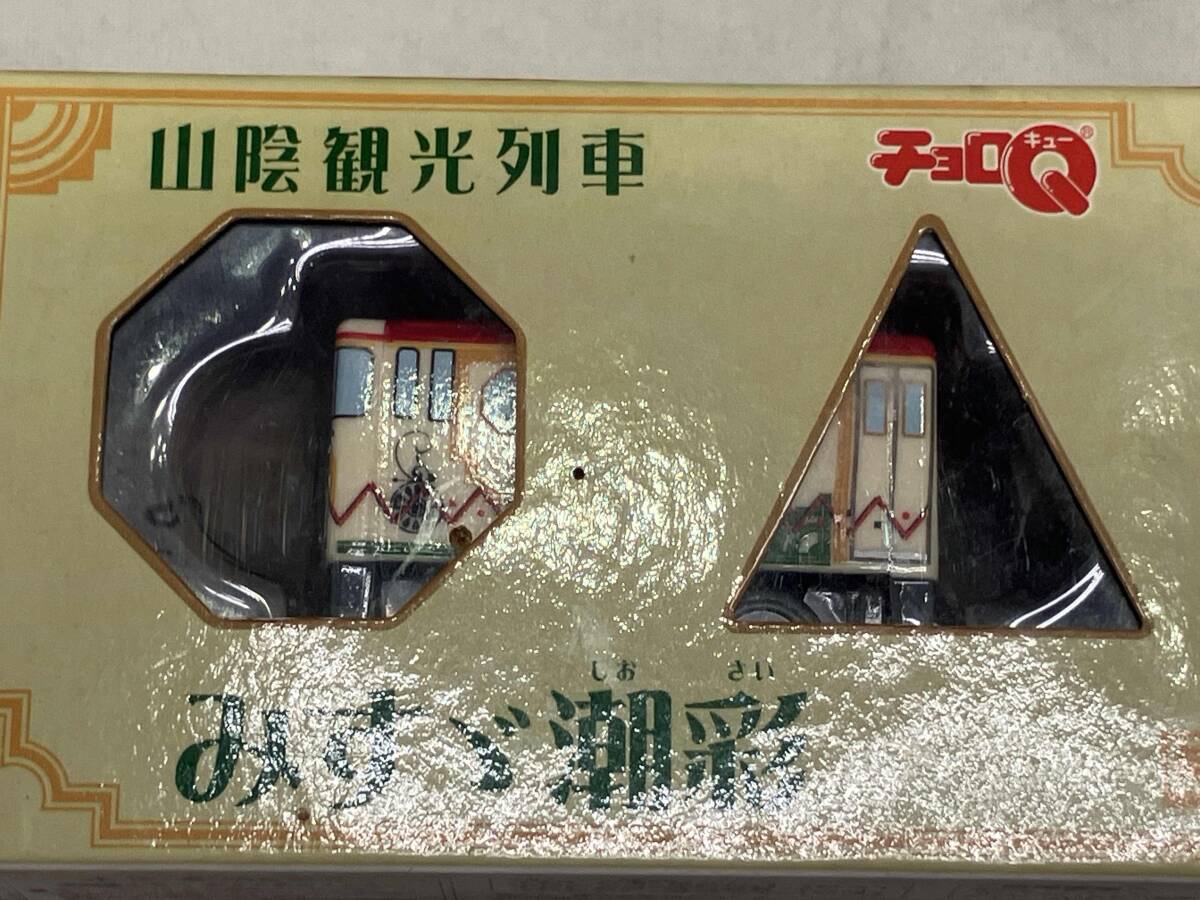 山陰観光列車
チョロQ
キュー
®
しお さい
みすゞ潮彩